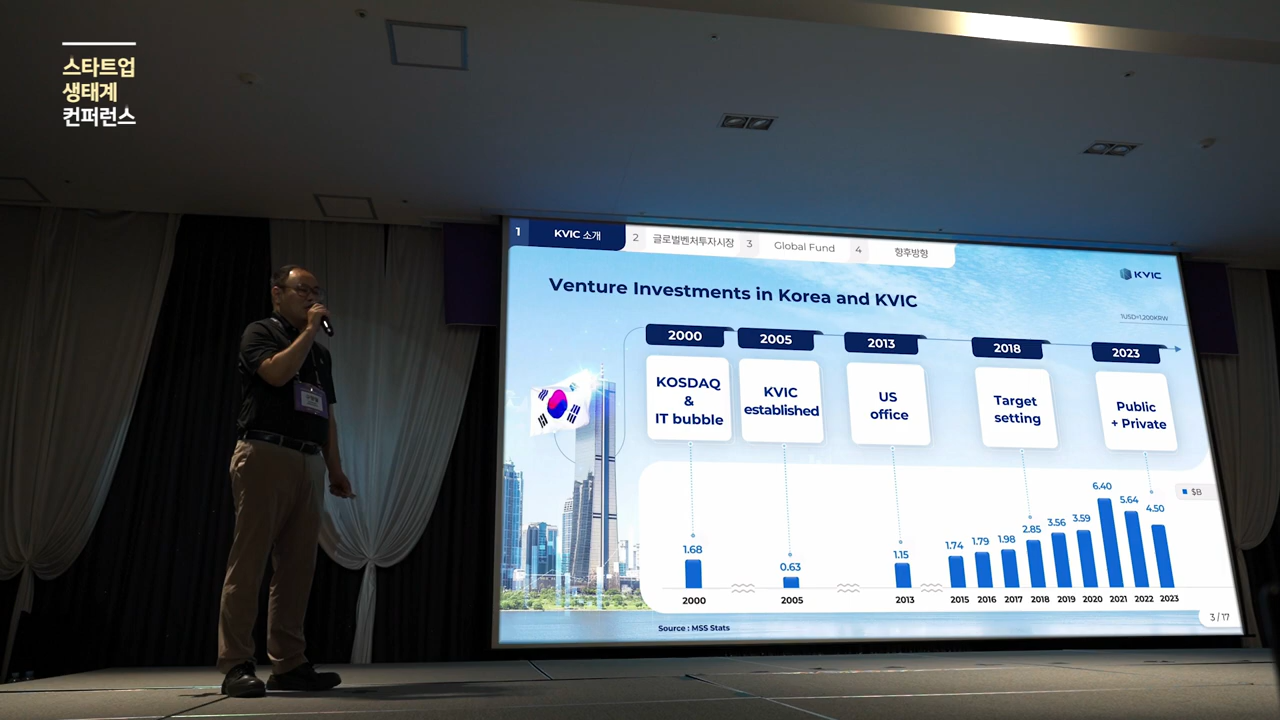 스타트업
생태계
컨퍼런스
1 KVIC 소개 2 글로벌벤처투자시장 3 Global Fund 4 향후방향
KVIC
Venture Investments in Korea and KVIC
1USD=1,200KRW
2000 2005 2013 2018 2023
KOSDAQ
&
IT bubble
KVIC
established
US
office
Target
setting
Public
+ Private
$B
1.68 0.63 1.15 1.74 1.79 1.98 2.85 3.56 3.59 6.40 5.64 4.50
2000 2005 2013 2015 2016 2017 2018 2019 2020 2021 2022 2023
Source : MSS Stats
3 / 17